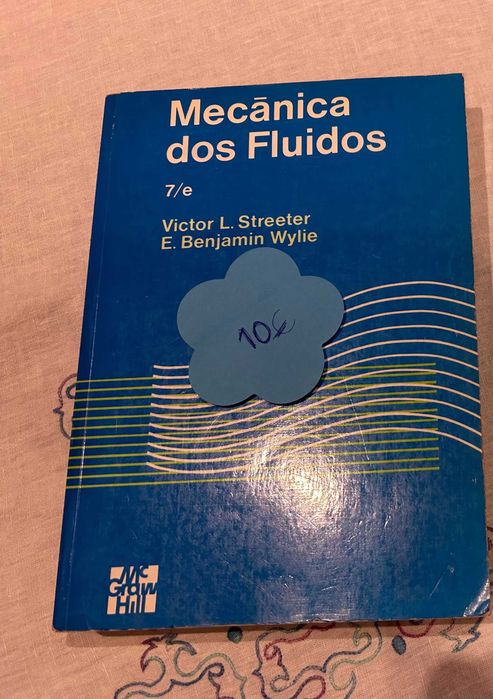 Mecânica
dos Fluidos
7/e
Victor L. Streeter
E. Benjamin Wylie
10€
Mc
Graw
Hill